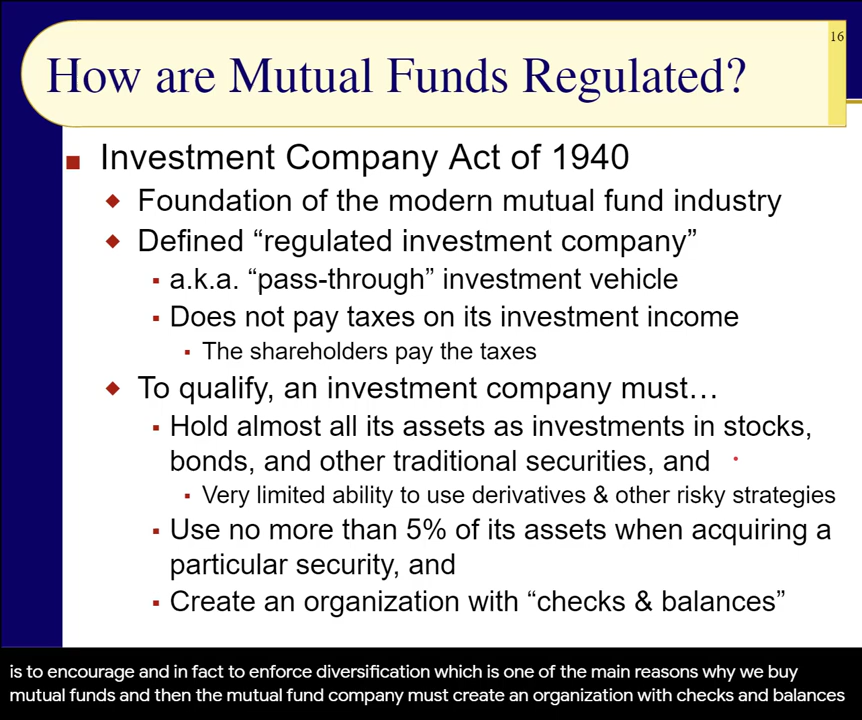 16
How are Mutual Funds Regulated?
Investment Company Act of 1940
Foundation of the modern mutual fund industry
Defined “regulated investment company”
a.k.a. “pass-through” investment vehicle
Does not pay taxes on its investment income
The shareholders pay the taxes
To qualify, an investment company must…
Hold almost all its assets as investments in stocks,
bonds, and other traditional securities, and
Very limited ability to use derivatives & other risky strategies
Use no more than 5% of its assets when acquiring a
particular security, and
Create an organization with “checks & balances”
is to encourage and in fact to enforce diversification which is one of the main reasons why we buy
mutual funds and then the mutual fund company must create an organization with checks and balances